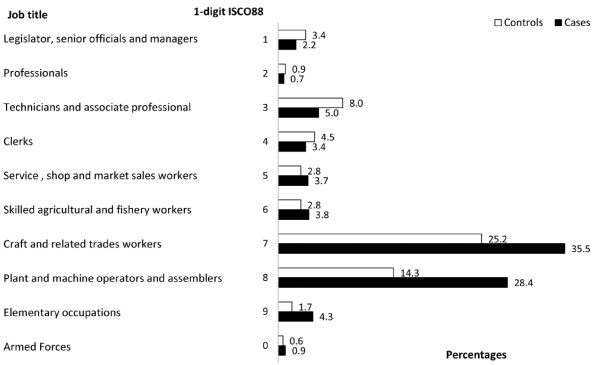 Job title 1-digit ISCO88
Controls Cases
Legislator, senior officials and managers 1 3.4
2.2
Professionals 2 0.9
0.7
Technicians and associate professional 3 8.0
5.0
Clerks 4 4.5
3.4
Service , shop and market sales workers 5 2.8
3.7
Skilled agricultural and fishery workers 6 2.8
3.8
Craft and related trades workers 7 25.2
35.5
Plant and machine operators and assemblers 8 14.3
28.4
Elementary occupations 9 1.7
4.3
Armed Forces 0 0.6
0.9
Percentages